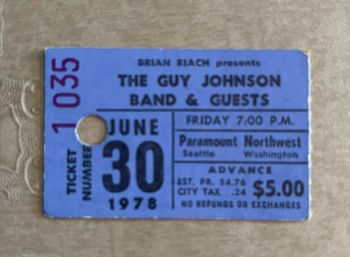 BRIAN REACH presents
THE GUY JOHNSON
BAND & GUESTS
TICKET NUMBER 1035
JUNE
30
1978
FRIDAY 7:00 P.M.
Paramount Northwest
Seattle Washington
ADVANCE
EST. PR. $4.76
CITY TAX .24
$5.00
NO REFUNDS OR EXCHANGES